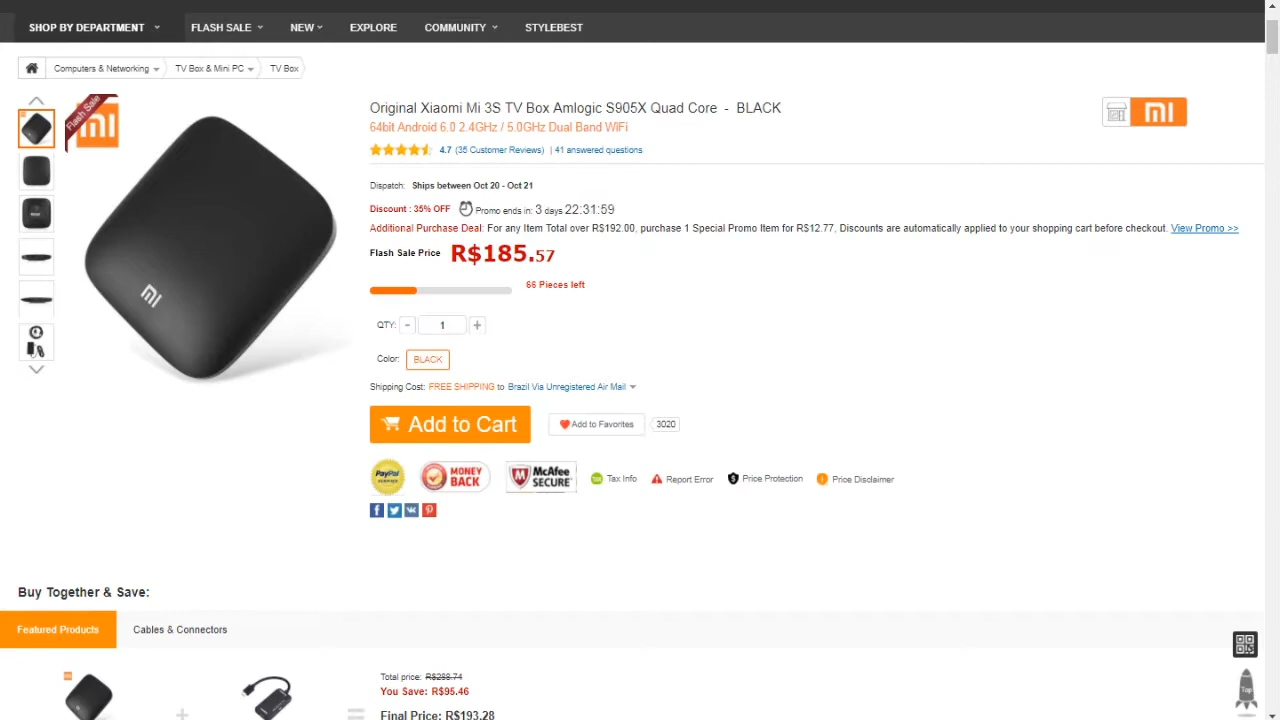 SHOP BY DEPARTMENT
FLASH SALE
NEW
EXPLORE
COMMUNITY
STYLEBEST
Computers & Networking
TV Box & Mini PC
TV Box
Flash Sale
Original Xiaomi Mi 3S TV Box Amlogic S905X Quad Core - BLACK
64bit Android 6.0 2.4GHz / 5.0GHz Dual Band WiFi
4.7 (35 Customer Reviews) | 41 answered questions
Dispatch: Ships between Oct 20 - Oct 21
Discount : 35% OFF Promo ends in: 3 days 22:31:59
Additional Purchase Deal: For any Item Total over R$192.00, purchase 1 Special Promo Item for R$12.77, Discounts are automatically applied to your shopping cart before checkout. View Promo >>
Flash Sale Price R$185.57
66 Pieces left
QTY: - 1 +
Color: BLACK
Shipping Cost: FREE SHIPPING to Brazil Via Unregistered Air Mail
Add to Cart
Add to Favorites
3020
PayPal
MONEY BACK
McAfee SECURE
TAX Tax Info
Report Error
$ Price Protection
Price Disclaimer
Buy Together & Save:
Featured Products
Cables & Connectors
Total price: R$288.74
You Save: R$95.46
+ =
Final Price: R$193.28
Top